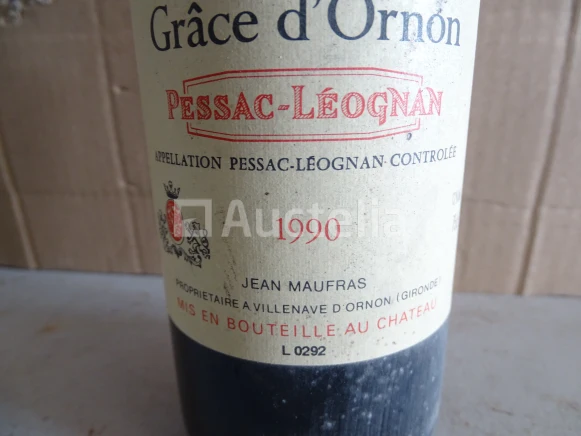 Grâce d'Ornon
PESSAC-LÉOGNAN
APPELLATION PESSAC-LÉOGNAN CONTROLÉE
Auctelia
1990
JEAN MAUFRAS
PROPRIETAIRE A VILLENAVE D'ORNON (GIRONDE)
MIS EN BOUTEILLE AU CHATEAU
L 0292